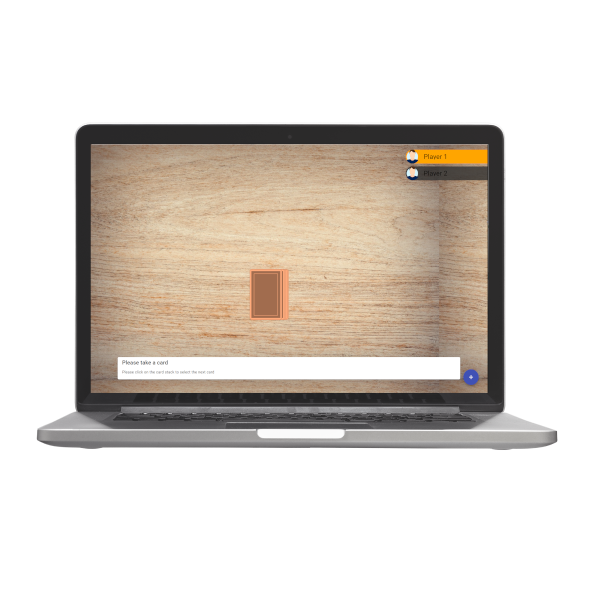 Player 1
Player 2
Please take a card
Please click on the card stack to select the next card
+